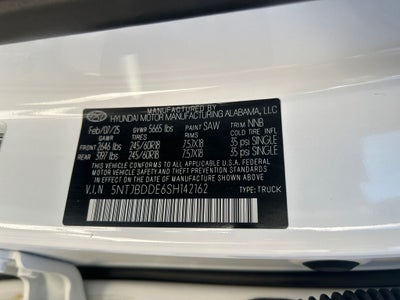 MANUFACTURED BY
HYUNDAI MOTOR MANUFACTURING ALABAMA, LLC
Feb/07/25 GVWR 5665 lbs PAINT SAW TRIM NNB
GAWR TIRES RIMS COLD TIRE INF.
FRONT 2646 lbs 245/60R18 7.5JX18 35 psi SINGLE
REAR 3197 lbs 245/60R18 7.5JX18 35 psi SINGLE
THIS VEHICLE CONFORMS TO ALL APPLICABLE U.S. FEDERAL
MOTOR VEHICLE SAFETY AND THEFT PREVENTION STANDARDS
IN EFFECT ON THE DATE OF MANUFACTURE SHOWN ABOVE.
V.I.N 5NTJBDDE6SH142162 TYPE: TRUCK